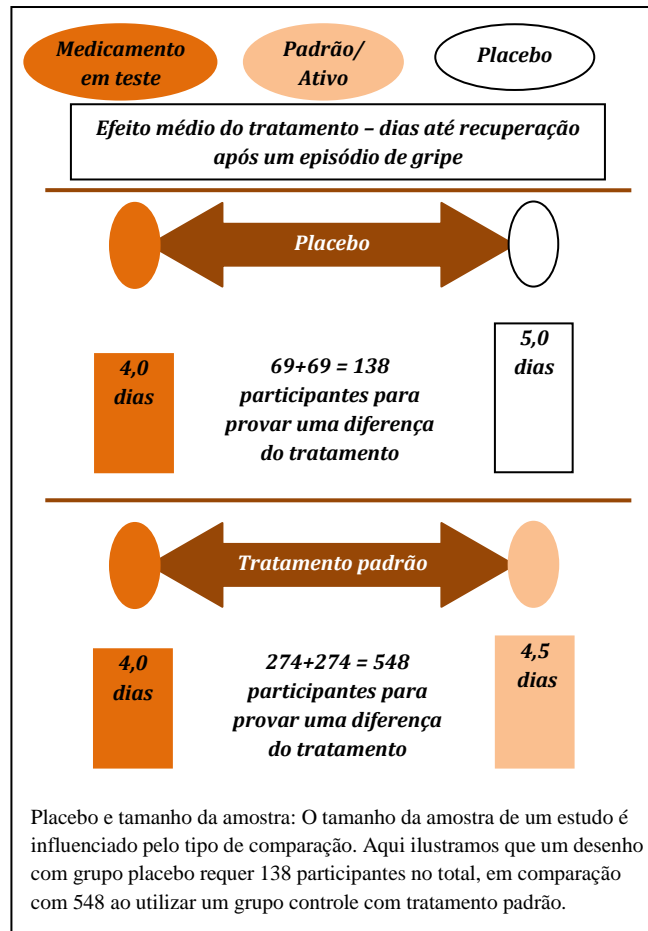 Medicamento
em teste
Padrão/
Ativo
Placebo
Efeito médio do tratamento – dias até recuperação
após um episódio de gripe
Placebo
4,0
dias
69+69 = 138
participantes para
provar uma diferença
do tratamento
5,0
dias
Tratamento padrão
4,0
dias
274+274 = 548
participantes para
provar uma diferença
do tratamento
4,5
dias
Placebo e tamanho da amostra: O tamanho da amostra de um estudo é
influenciado pelo tipo de comparação. Aqui ilustramos que um desenho
com grupo placebo requer 138 participantes no total, em comparação
com 548 ao utilizar um grupo controle com tratamento padrão.